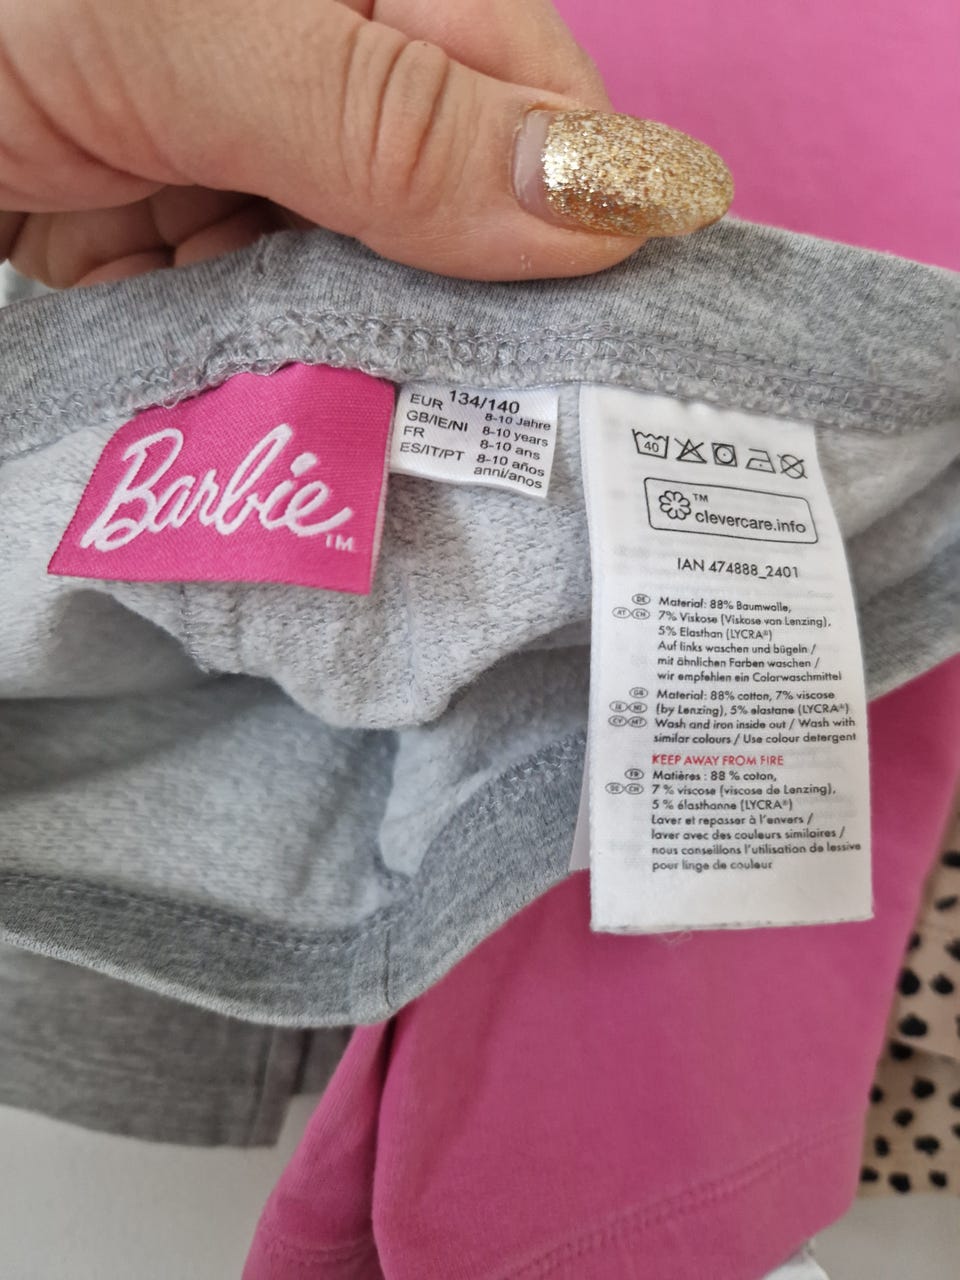 Barbie™
EUR 134/140
8-10 Jahre
GB/IE/NI 8-10 years
FR 8-10 ans
ES/IT/PT 8-10 años
anni/anos
40
™
clevercare.info
IAN 474888_2401
DE Material: 88% Baumwolle,
AT CH 7% Viskose (Viskose von Lenzing),
5% Elasthan (LYCRA®)
Auf links waschen und bügeln /
mit ähnlichen Farben waschen /
wir empfehlen ein Colorwaschmittel
GB Material: 88% cotton, 7% viscose
IE NI (by Lenzing), 5% elastane (LYCRA®)
CY MT Wash and iron inside out / Wash with
similar colours / Use colour detergent
KEEP AWAY FROM FIRE
FR Matières: 88 % coton,
7 % viscose (viscose de Lenzing),
5 % élasthanne (LYCRA®)
Laver et repasser à l'envers /
laver avec des couleurs similaires /
nous conseillons l'utilisation de lessive
pour linge de couleur